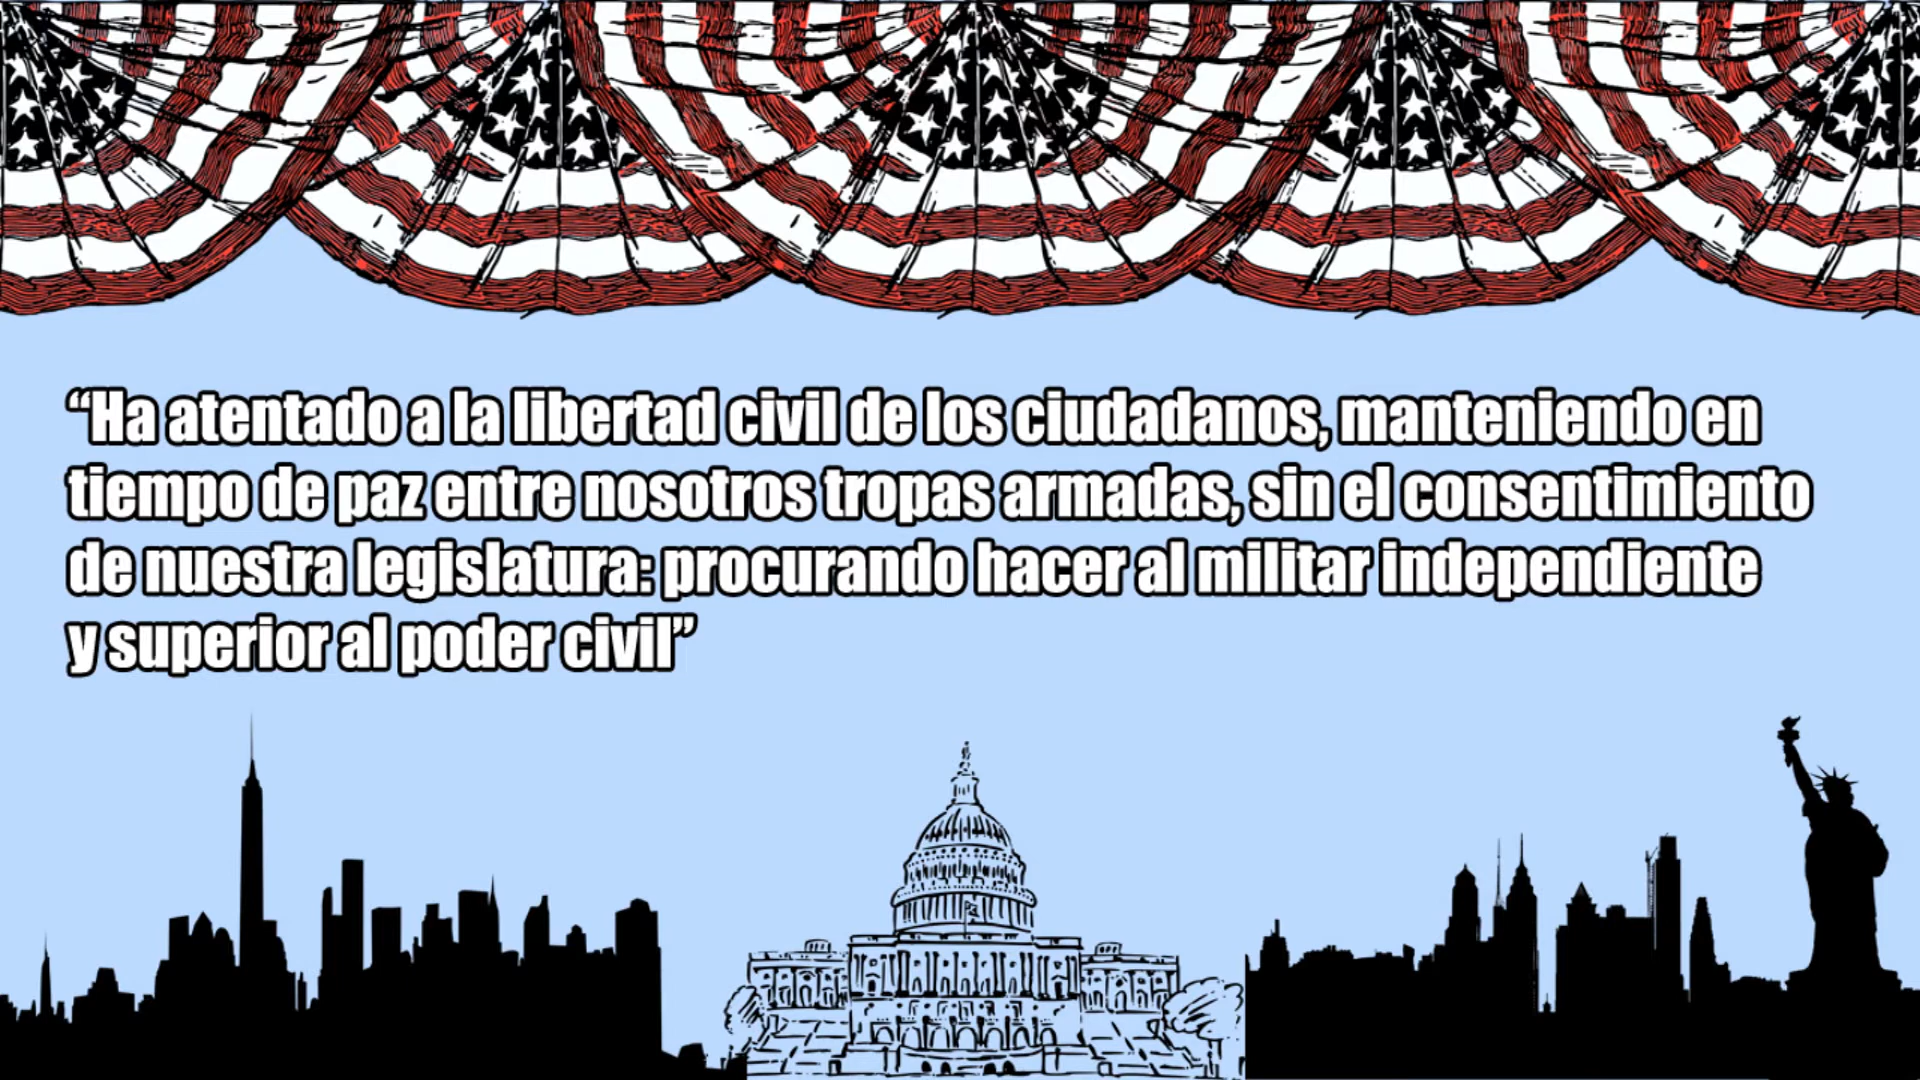 “Ha atentado a la libertad civil de los ciudadanos, manteniendo en
tiempo de paz entre nosotros tropas armadas, sin el consentimiento
de nuestra legislatura: procurando hacer al militar independiente
y superior al poder civil”